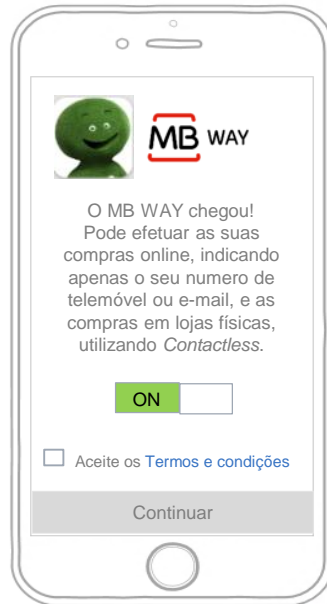 MB WAY
O MB WAY chegou!
Pode efetuar as suas
compras online, indicando
apenas o seu numero de
telemóvel ou e-mail, e as
compras em lojas físicas,
utilizando Contactless.
ON
Aceite os Termos e condições
Continuar